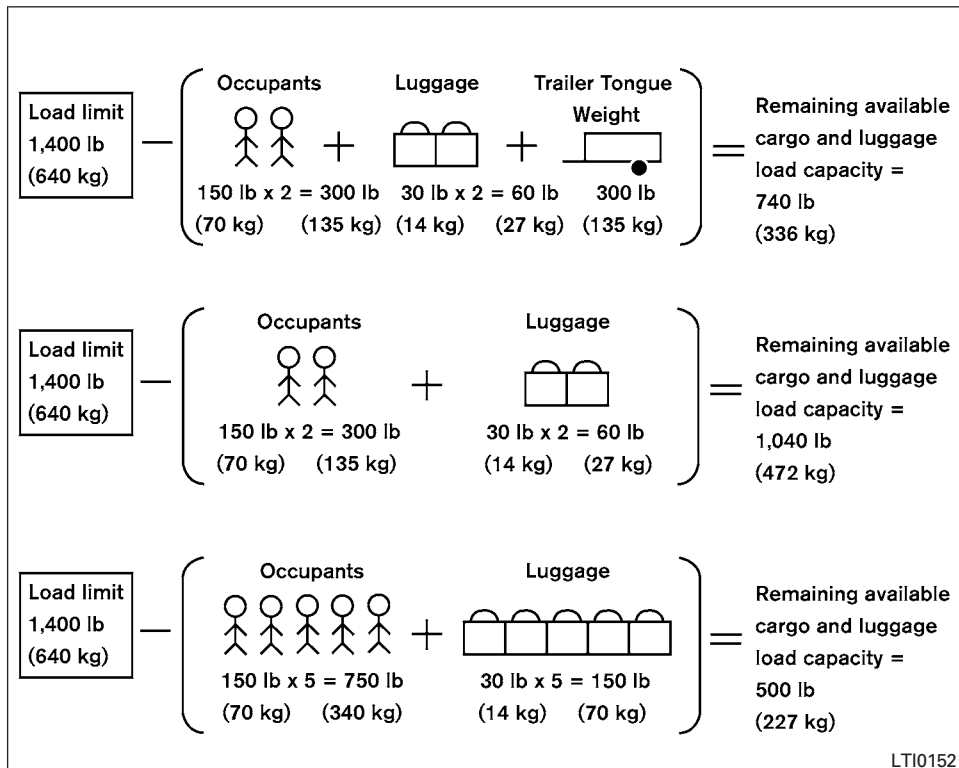 Load limit
1,400 lb
(640 kg)
Occupants
150 lb x 2 = 300 lb
(70 kg) (135 kg)
Luggage
30 lb x 2 = 60 lb
(14 kg) (27 kg)
Trailer Tongue
Weight
300 lb
(135 kg)
Remaining available
cargo and luggage
load capacity =
740 lb
(336 kg)
Load limit
1,400 lb
(640 kg)
Occupants
150 lb x 2 = 300 lb
(70 kg) (135 kg)
Luggage
30 lb x 2 = 60 lb
(14 kg) (27 kg)
Remaining available
cargo and luggage
load capacity =
1,040 lb
(472 kg)
Load limit
1,400 lb
(640 kg)
Occupants
150 lb x 5 = 750 lb
(70 kg) (340 kg)
Luggage
30 lb x 5 = 150 lb
(14 kg) (70 kg)
Remaining available
cargo and luggage
load capacity =
500 lb
(227 kg)
LTI0152